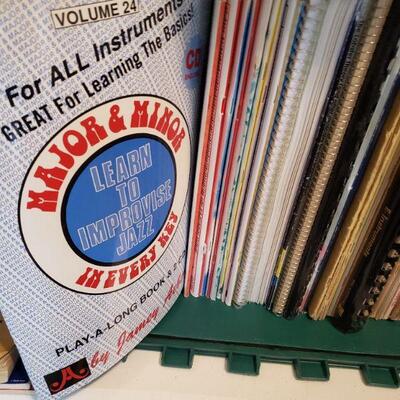 VOLUME 24
For ALL Instruments
GREAT For Learning The Basics!
CD
MAJOR & MINOR
LEARN
TO
IMPROVISE
JAZZ
IN EVERY KEY
PLAY-A-LONG BOOK &
by Jamey